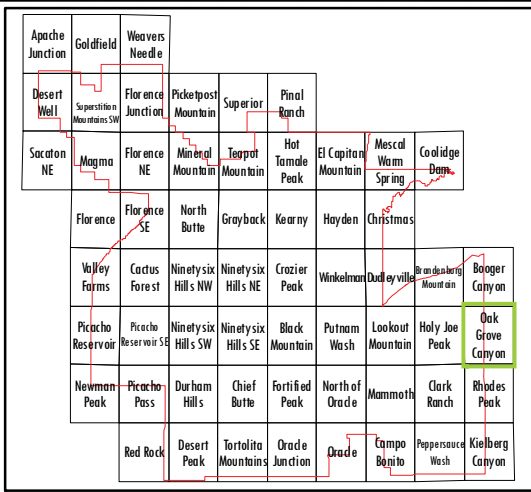 Apache
Junction
Goldfield
Weavers
Needle
Desert
Well
Superstition
Mountains SW
Florence
Junction
Picketpost
Mountain
Superior
Pinal
Ranch
Sacaton
NE
Magma
Florence
NE
Mineral
Mountain
Teapot
Mountain
Hot
Tamale
Peak
El Capitan
Mountain
Mescal
Wam
Spring
Coolidge
Dam
Florence
Florence
SE
North
Butte
Grayback
Kearny
Hayden
Christmas
Valley
Farms
Cactus
Forest
Ninetysix
Hills NW
Ninetysix
Hills NE
Crozier
Peak
Winkelman
Dudleyville
Brandenburg
Mountain
Booger
Canyon
Picacho
Reservoir
Picacho
Reservoir SE
Ninetysix
Hills SW
Ninetysix
Hills SE
Black
Mountain
Putnam
Wash
Lookout
Mountain
Holy Joe
Peak
Oak
Grove
Canyon
Newman
Peak
Picacho
Pass
Durham
Hills
Chief
Butte
Fortified
Peak
North of
Oracle
Mammoth
Clark
Ranch
Rhodes
Peak
Red Rock
Desert
Peak
Tortolita
Mountains
Oracle
Junction
Oracle
Campo
Bonito
Peppersauce
Wash
Kielberg
Canyon